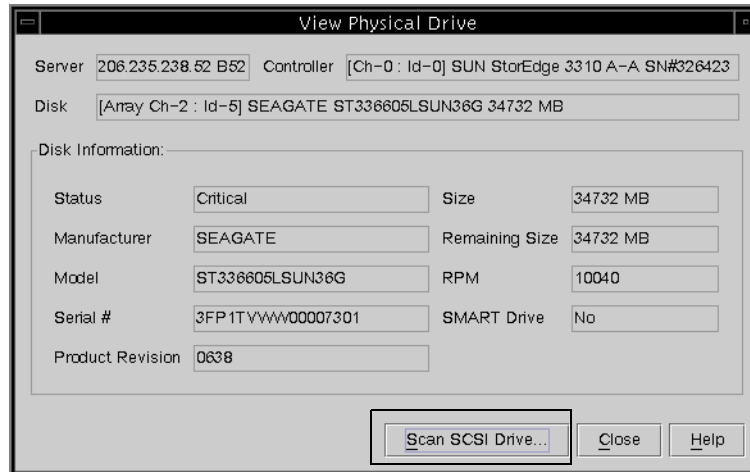 View Physical Drive
Server 206.235.238.52 B52 Controller [Ch-0 : Id-0] SUN StorEdge 3310 A-A SN#326423
Disk [Array Ch-2 : Id-5] SEAGATE ST336605LSUN36G 34732 MB
Disk Information:
Status Critical Size 34732 MB
Manufacturer SEAGATE Remaining Size 34732 MB
Model ST336605LSUN36G RPM 10040
Serial # 3FP1TVWW00007301 SMART Drive No
Product Revision 0638
Scan SCSI Drive... Close Help